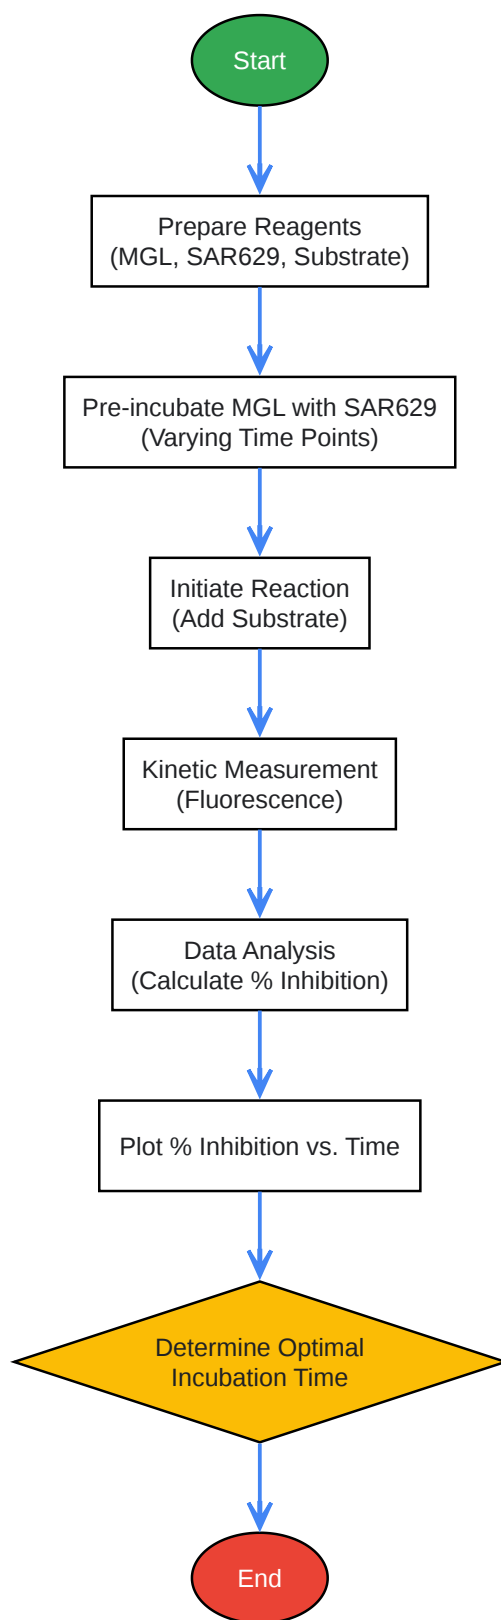 Start
Prepare Reagents
(MGL, SAR629, Substrate)
Pre-incubate MGL with SAR629
(Varying Time Points)
Initiate Reaction
(Add Substrate)
Kinetic Measurement
(Fluorescence)
Data Analysis
(Calculate % Inhibition)
Plot % Inhibition vs. Time
Determine Optimal
Incubation Time
End